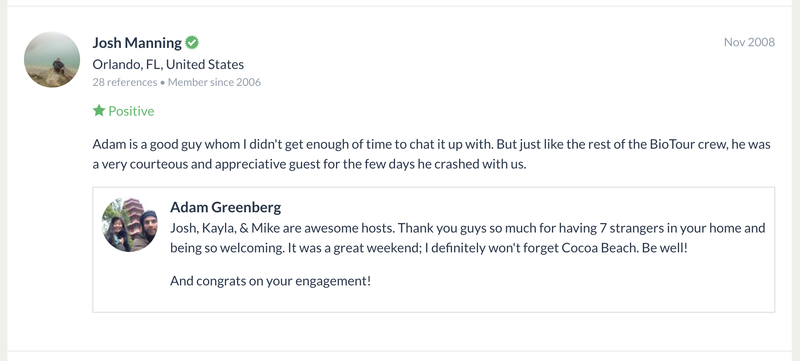 Josh Manning
Nov 2008
Orlando, FL, United States
28 references • Member since 2006
Positive
Adam is a good guy whom I didn't get enough of time to chat it up with. But just like the rest of the BioTour crew, he was
a very courteous and appreciative guest for the few days he crashed with us.
Adam Greenberg
Josh, Kayla, & Mike are awesome hosts. Thank you guys so much for having 7 strangers in your home and
being so welcoming. It was a great weekend; I definitely won't forget Cocoa Beach. Be well!
And congrats on your engagement!